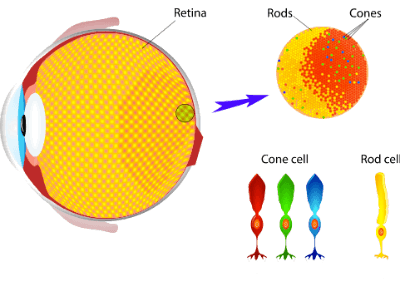 Retina
Rods
Cones
Cone cell
Rod cell